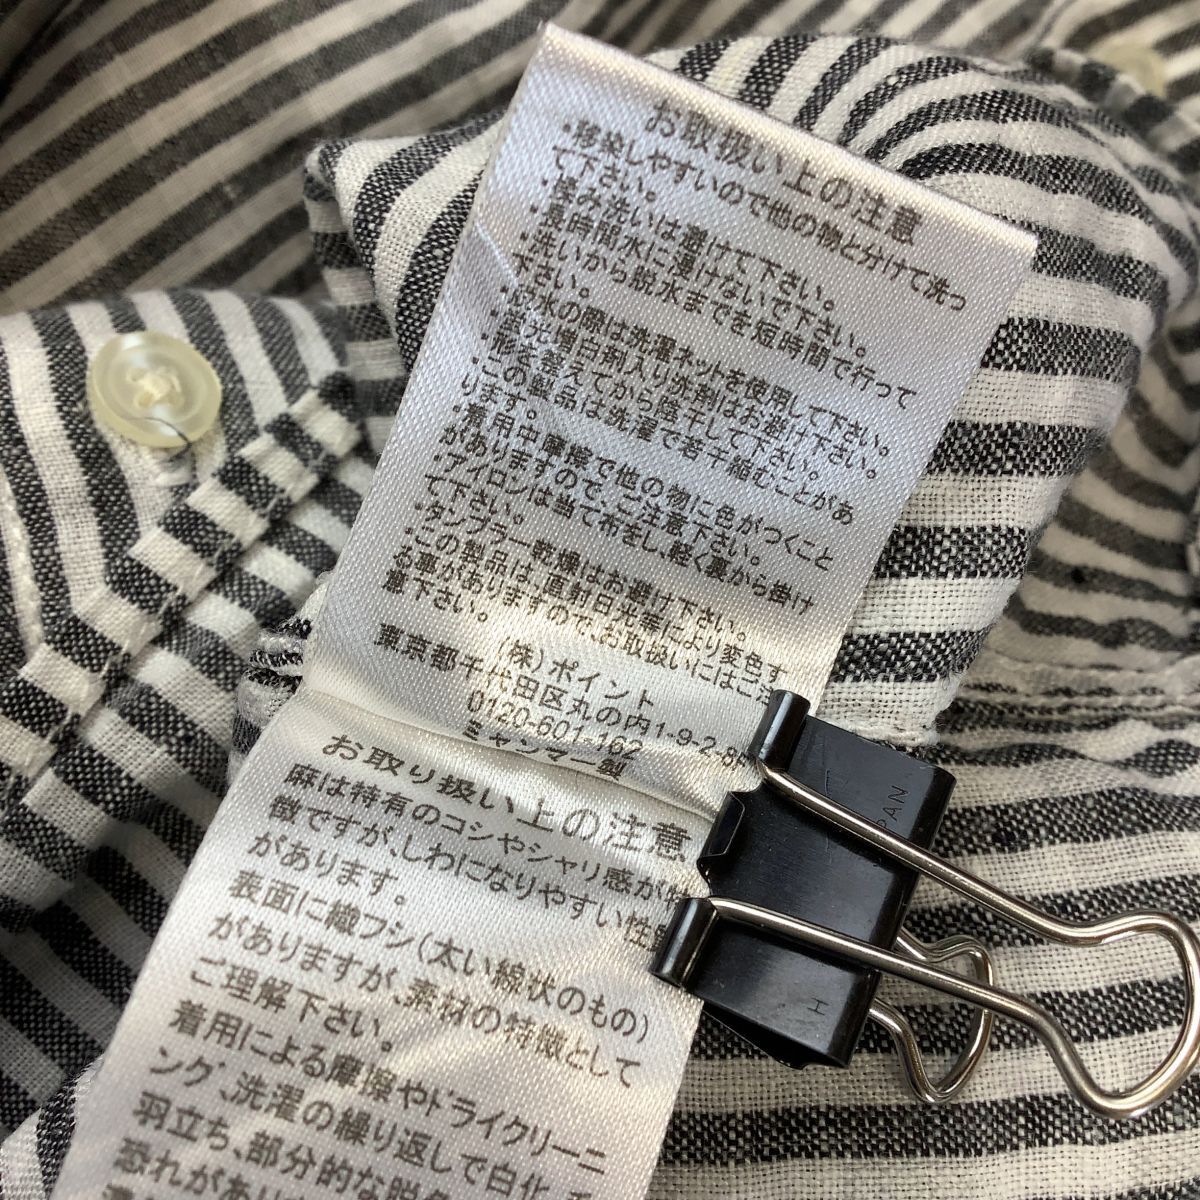 お取扱い上の注意
・移染しやすいので他の物と分けて洗っ
て下さい。
・揉み洗いは避けて下さい。
・長時間水に漬けないで下さい。
・洗いから脱水までを短時間で行って
下さい。
・脱水の際は洗濯ネットを使用して下さい。
・蛍光増白剤入り洗剤はお避け下さい。
・形を整えてから陰干して下さい。
・この製品は洗濯で若干縮むことがあ
ります。
・着用中摩擦で他の物に色がつくこと
がありますので、ご注意下さい。
・アイロンは当て布をし、軽く裏から掛け
て下さい。
・タンブラー乾燥はお避け下さい。
・この製品は、直射日光等により変色す
る事がありますので、お取扱いにはご注
意下さい。
(株)ポイント
東京都千代田区丸の内1-9-2-8F
0120-601-162
ミャンマー製
お取り扱い上の注意
麻は特有のコシやシャリ感が特
徴ですが、しわになりやすい性
があります。
表面に織フシ(太い線状のもの)
がありますが、素材の特徴として
ご理解下さい。
着用による摩擦やドライクリーニ
ング、洗濯の繰り返しで白化、
羽立ち、部分的な脱
恐れがあ
PAN